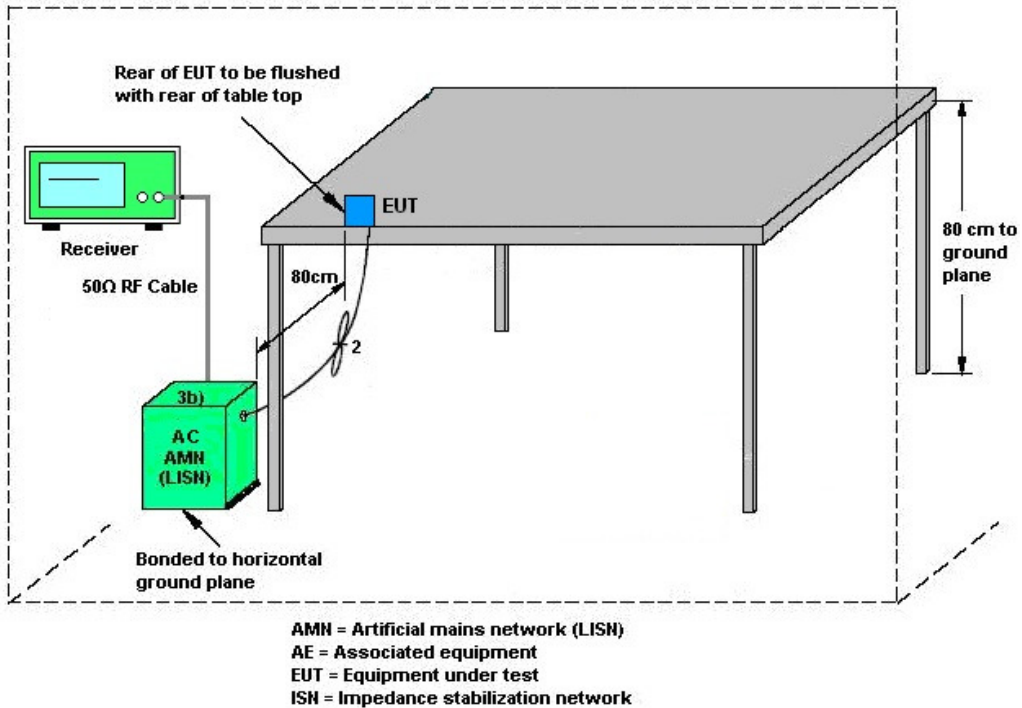 Rear of EUT to be flushed
with rear of table top
EUT
Receiver
50Ω RF Cable
80cm
80 cm to
ground
plane
2
3b)
AC
AMN
(LISN)
Bonded to horizontal
ground plane
AMN = Artificial mains network (LISN)
AE = Associated equipment
EUT = Equipment under test
ISN = Impedance stabilization network